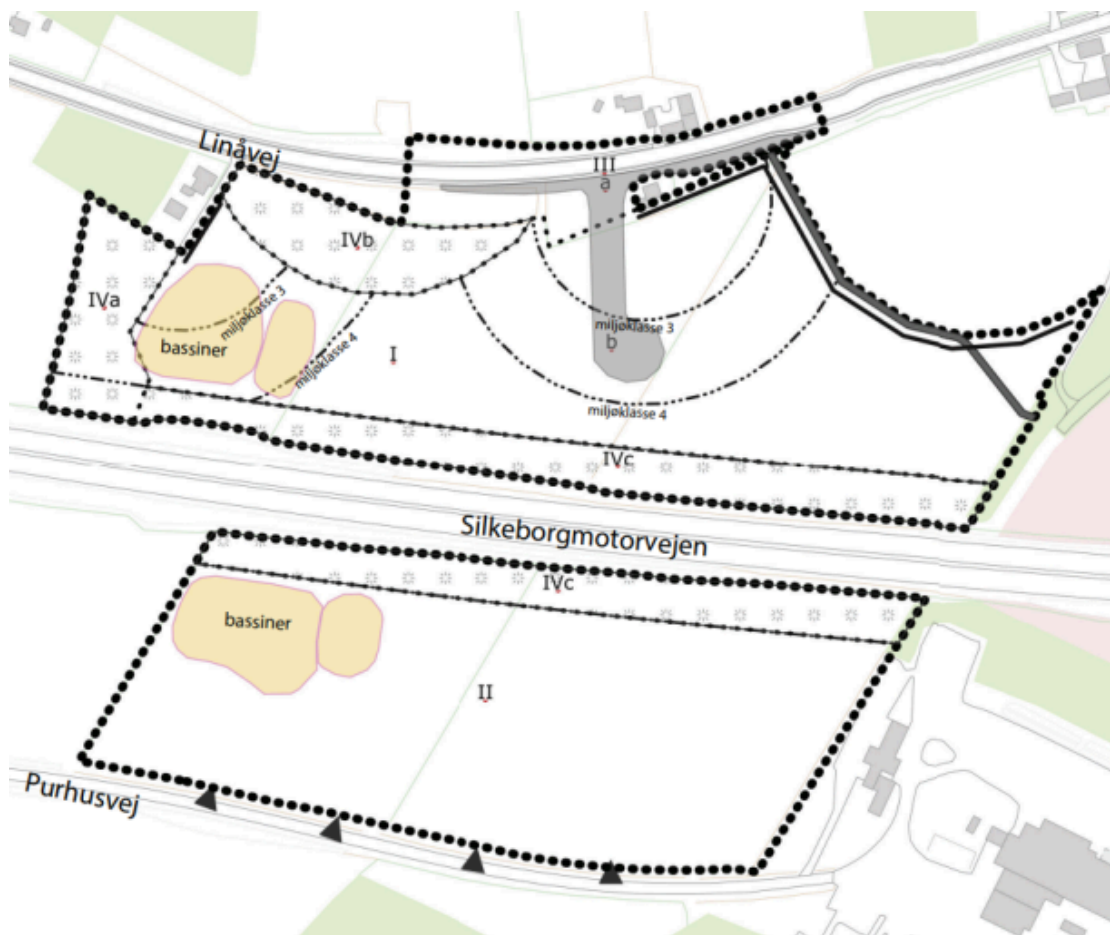 Linåvej
III
a
IVb
IVa
miljøklasse 3
bassiner
miljøklasse 4
I
miljøklasse 3
b
miljøklasse 4
IVc
Silkeborgmotorvejen
IVc
bassiner
II
Purhusvej